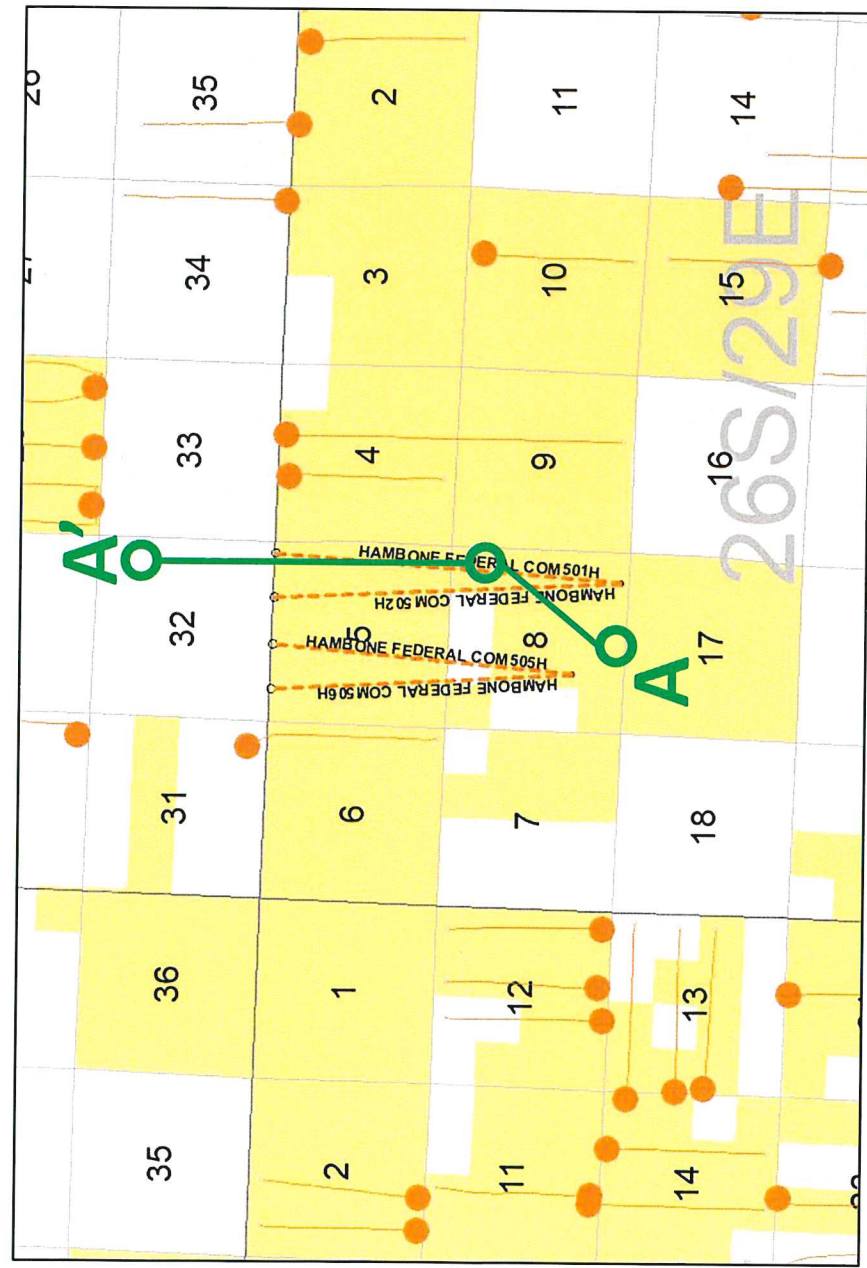 A'
35 36 31 32 33 34 35
2 1 6 5 4 3 2
HAMBONE FEDERAL COM 506H
HAMBONE FEDERAL COM 505H
HAMBONE FEDERAL COM 502H
HAMBONE FEDERAL COM 501H
11 12 7 8 9 10 11
A
14 13 18 17 16 15 14
26S/29E